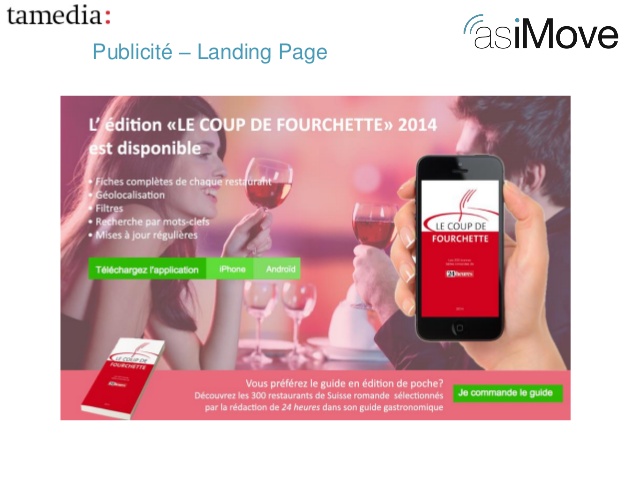 tamedia:
asiMove
Publicité – Landing Page
L' édition «LE COUP DE FOURCHETTE» 2014
est disponible
• Fiches complètes de chaque restaurant
• Géolocalisation
• Filtres
• Recherche par mots-clefs
• Mises à jour régulières
Téléchargez l'application iPhone Android
LE COUP DE
FOURCHETTE
24heures
LE COUP DE
FOURCHETTE
Vous préférez le guide en édition de poche?
Découvrez les 300 restaurants de Suisse romande sélectionnés
par la rédaction de 24 heures dans son guide gastronomique
Je commande le guide